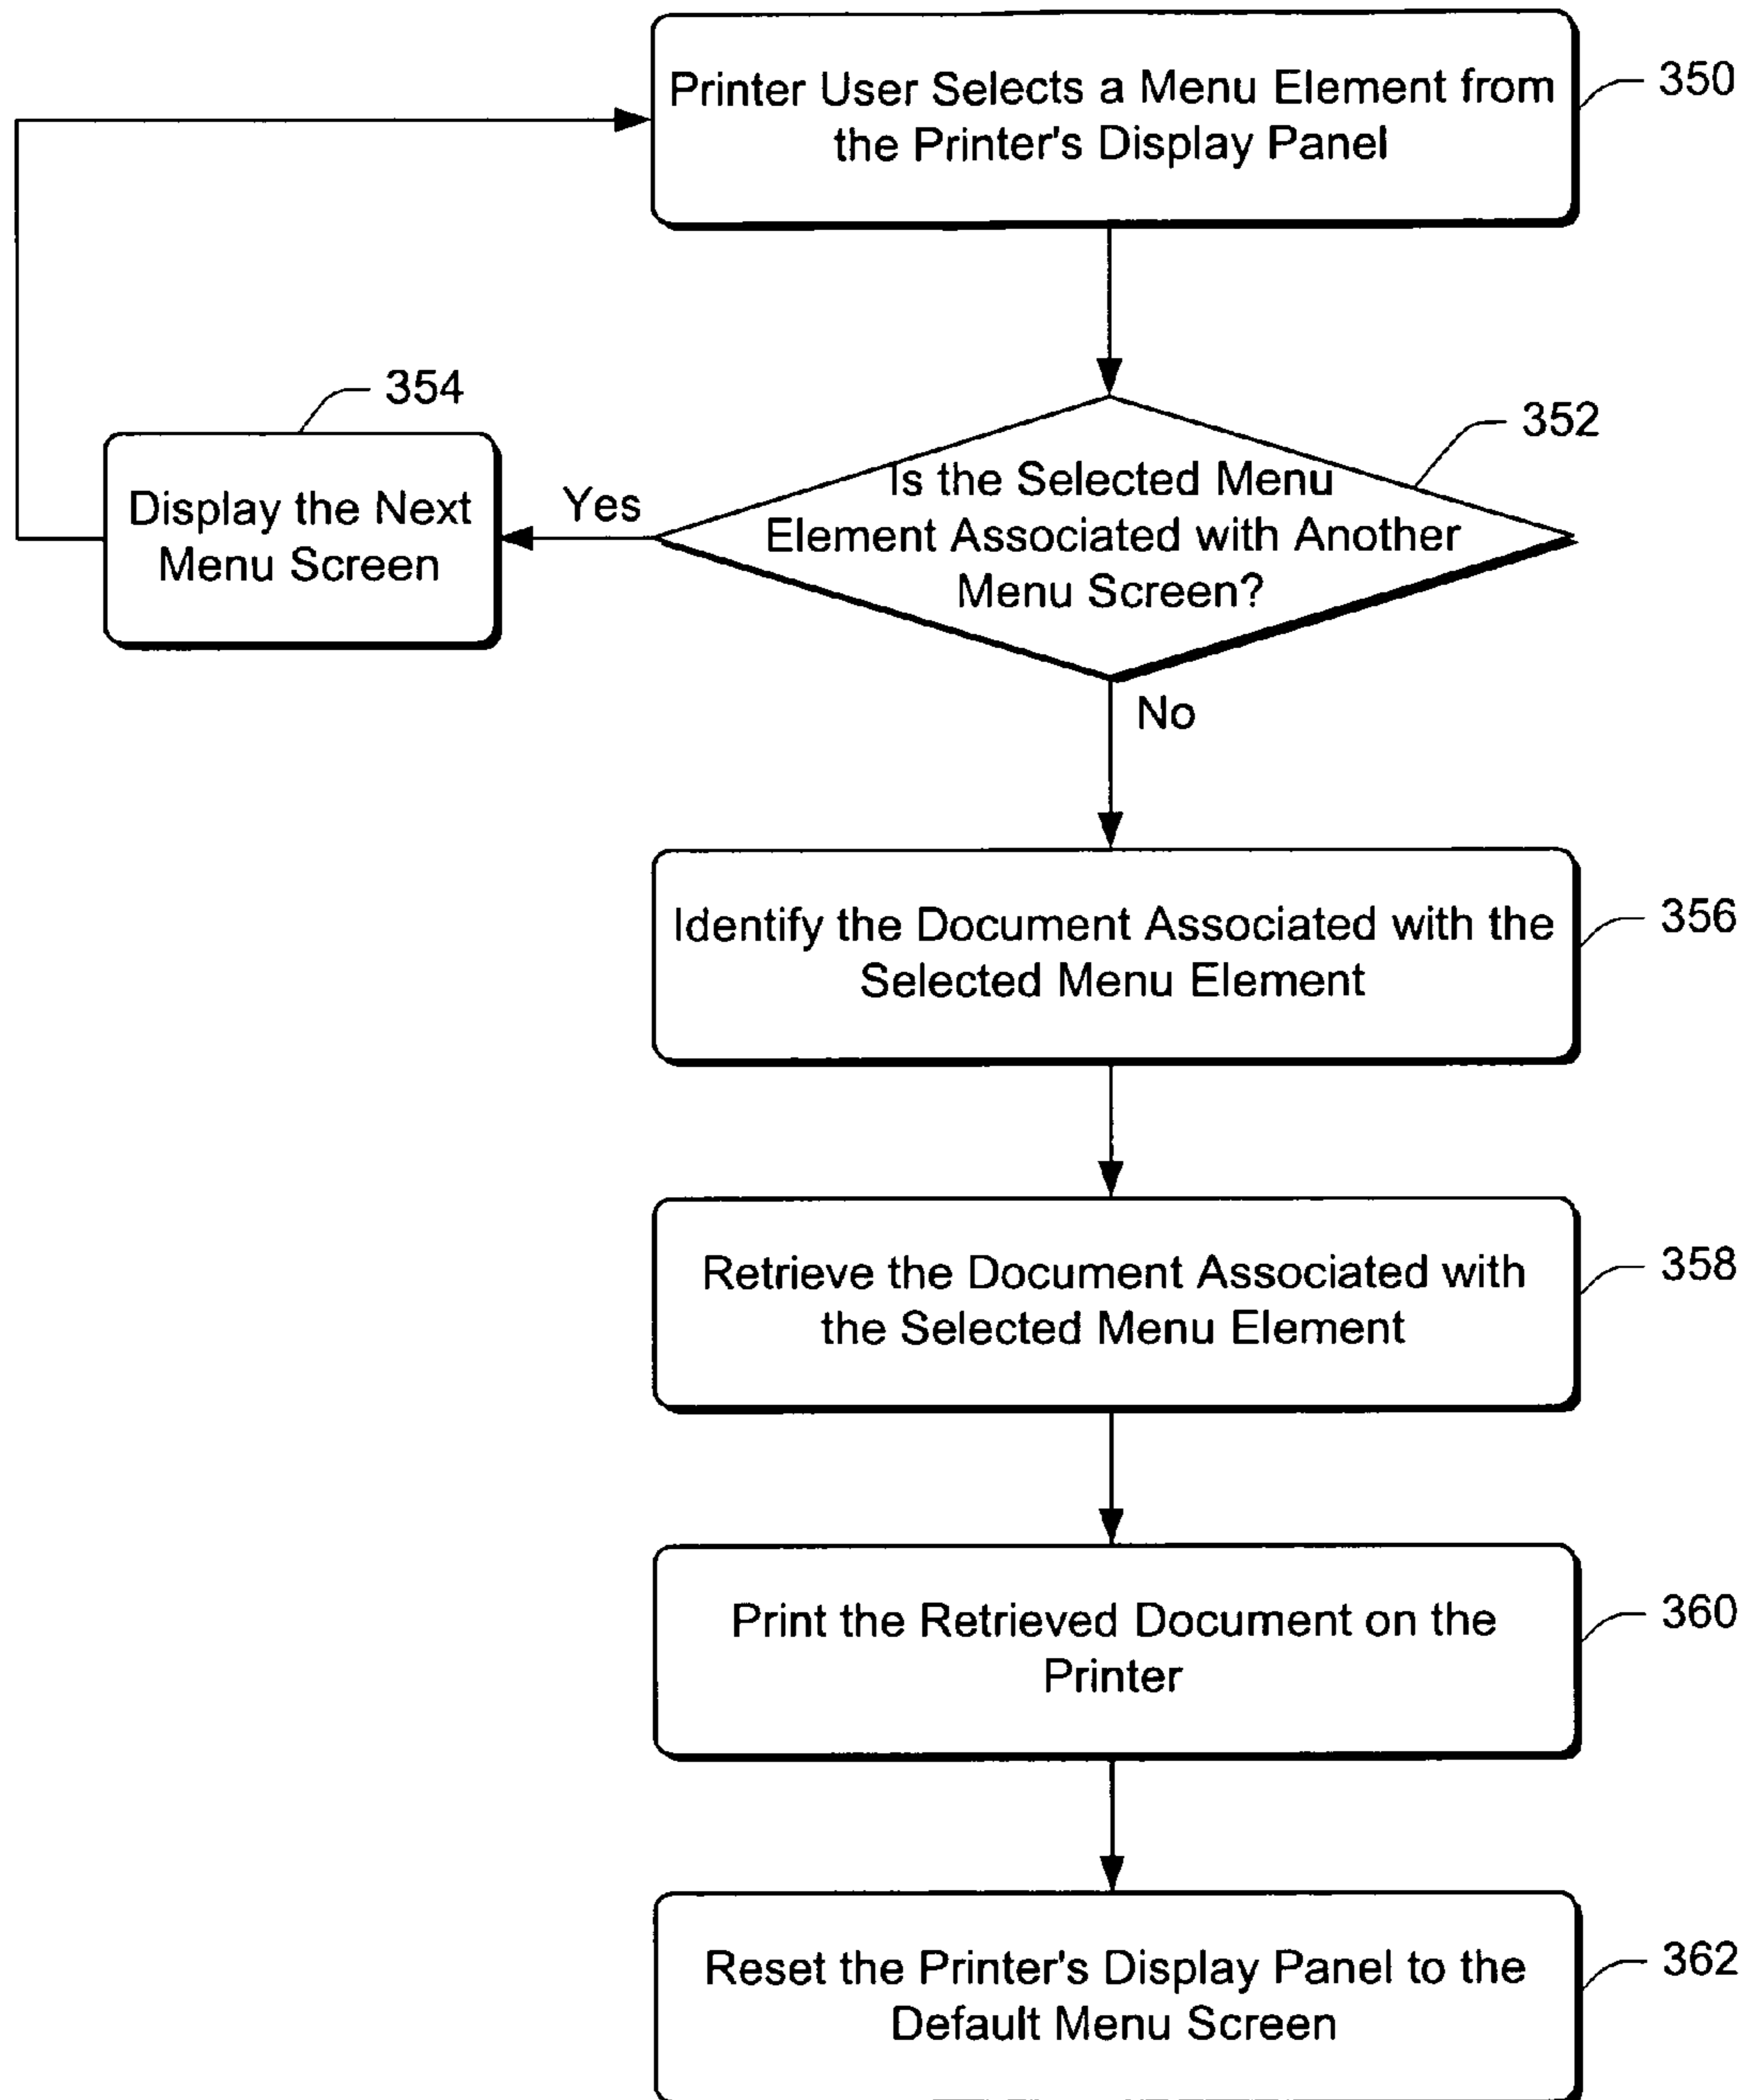 Printer User Selects a Menu Element from
the Printer's Display Panel
350
354
352
Display the Next
Menu Screen
Yes
Is the Selected Menu
Element Associated with Another
Menu Screen?
No
Identify the Document Associated with the
Selected Menu Element
356
Retrieve the Document Associated with
the Selected Menu Element
358
Print the Retrieved Document on the
Printer
360
Reset the Printer's Display Panel to the
Default Menu Screen
362